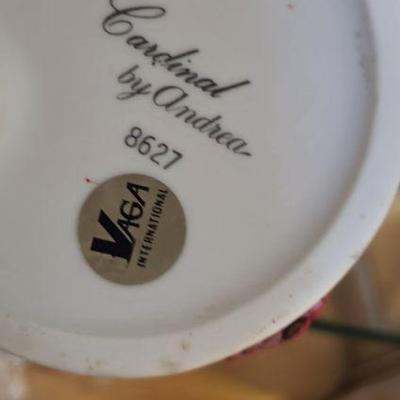 Cardinal
by Andrea
8627
VAGA
INTERNATIONAL